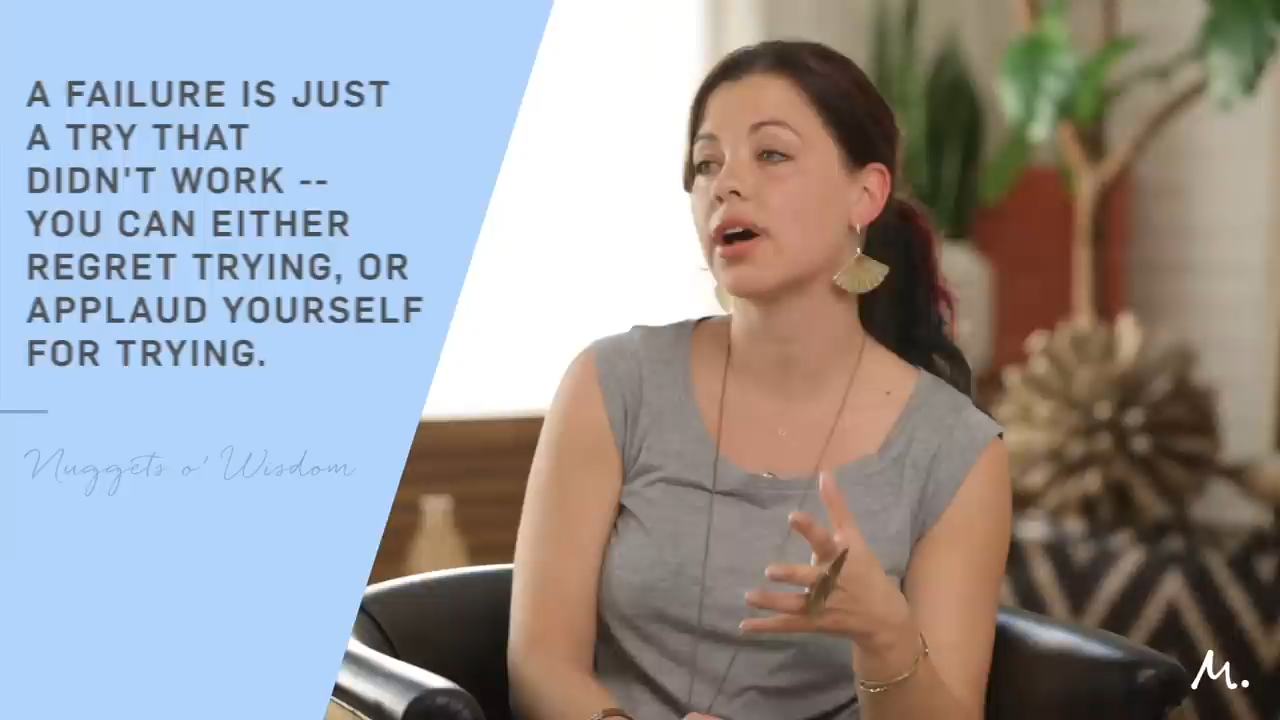 A FAILURE IS JUST
A TRY THAT
DIDN'T WORK --
YOU CAN EITHER
REGRET TRYING, OR
APPLAUD YOURSELF
FOR TRYING.
Nuggets o' Wisdom
M.